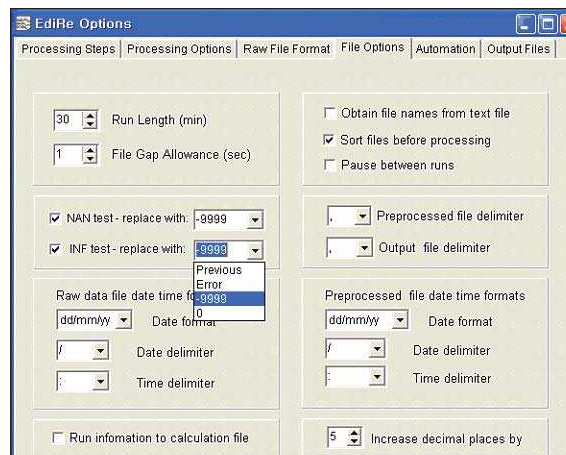 EdiRe Options
Processing Steps Processing Options Raw File Format File Options Automation Output Files
30 Run Length (min)
1 File Gap Allowance (sec)
Obtain file names from text file
Sort files before processing
Pause between runs
NAN test - replace with: -9999
INF test - replace with: -9999
Previous
Error
-9999
0
, Preprocessed file delimiter
, Output file delimiter
Raw data file date time fo
dd/mm/yy Date format
/ Date delimiter
: Time delimiter
Preprocessed file date time formats
dd/mm/yy Date format
/ Date delimiter
: Time delimiter
Run infomation to calculation file
5 Increase decimal places by